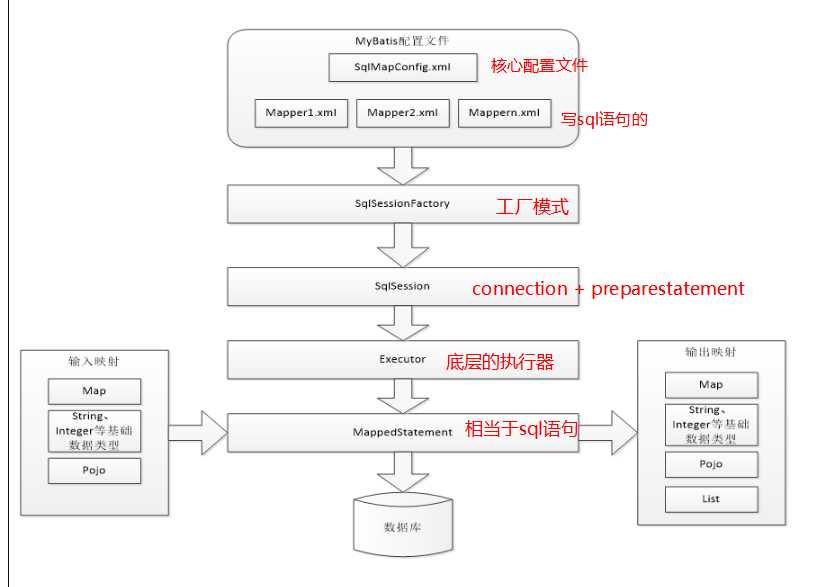 MyBatis配置文件
SqlMapConfig.xml
核心配置文件
Mapper1.xml
Mapper2.xml
Mappern.xml
写sql语句的
SqlSessionFactory
工厂模式
SqlSession
connection + preparestatement
Executor
底层的执行器
输入映射
Map
String、
Integer等基础
数据类型
Pojo
MappedStatement
相当于sql语句
输出映射
Map
String、
Integer等基础
数据类型
Pojo
List
数据库